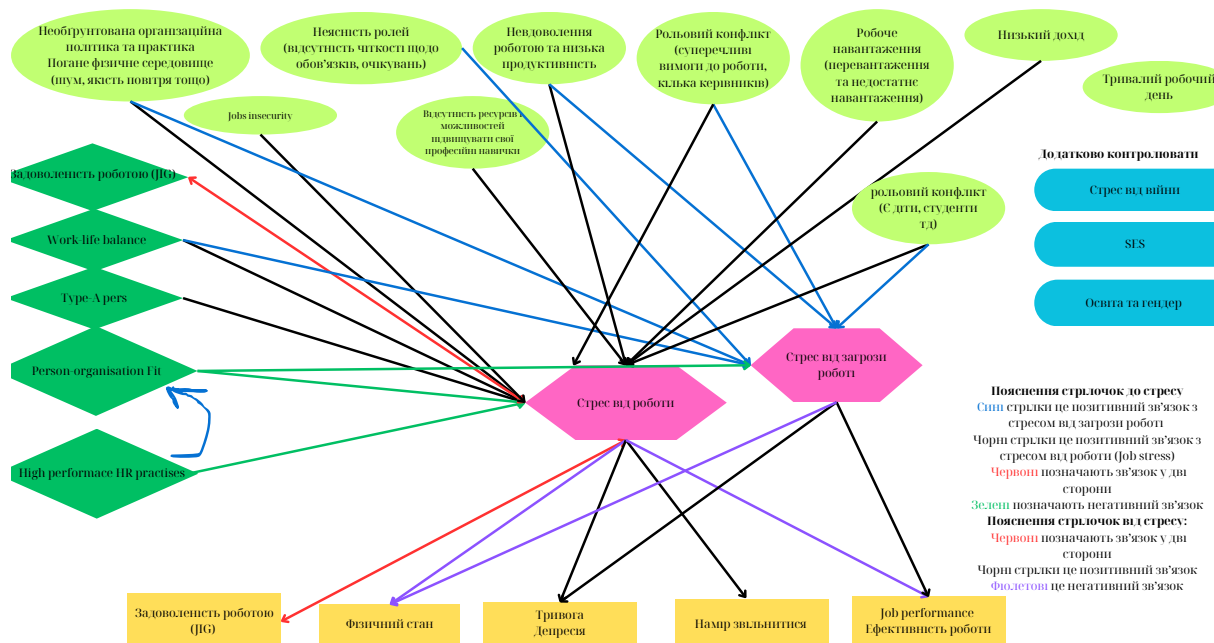 Необґрунтована організаційна
політика та практика
Погане фізичне середовище
(шум, якість повітря тощо)
Неясність ролей
(відсутність чіткості щодо
обов'язків, очікувань)
Невдоволення
роботою та низька
продуктивність
Рольовий конфлікт
(суперечливі
вимоги до роботи,
кілька керівників)
Робоче
навантаження
(перевантаження
та недостатнє
навантаження)
Низький дохід
Тривалий робочий
день
Jobs insecurity
Відсутність ресурсів і
можливостей
підвищувати свої
професійні навички
рольовий конфлікт
(Є діти, студенти
тд)
Додатково контролювати
Стрес від війни
SES
Освіта та гендер
Задоволеність роботою (JIG)
Work-life balance
Type-A pers
Person-organisation Fit
High performace HR practises
Стрес від роботи
Стрес від загрози
роботі
Пояснення стрілочок до стресу
Сині стрілки це позитивний зв'язок з
стресом від загрози роботі
Чорні стрілки це позитивний зв'язок з
стресом від роботи (Job stress)
Червоні позначають зв'язок у дві
сторони
Зелені позначають негативний зв'язок
Пояснення стрілочок від стресу:
Червоні позначають зв'язок у дві
сторони
Чорні стрілки це позитивний зв'язок
Фіолетові це негативний зв'язок
Задоволеність роботою
(JIG)
Фізичний стан
Тривога
Депресія
Намір звільнитися
Job performance
Ефективність роботи